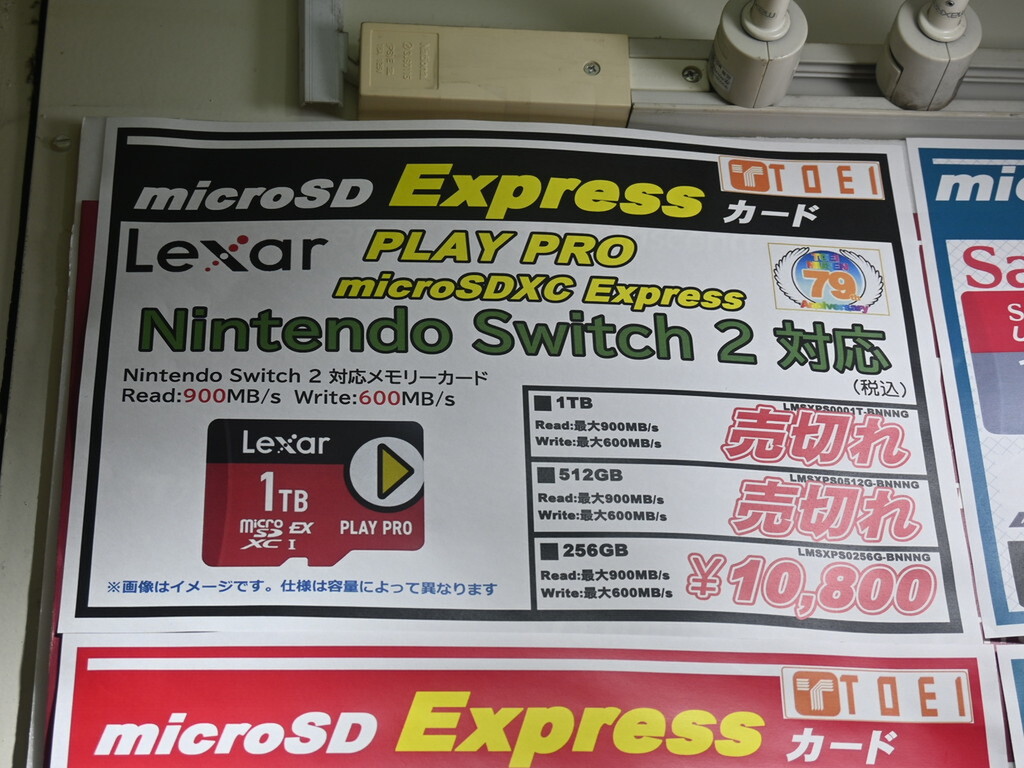 microSD Express カード
TOEI
Lexar PLAY PRO
microSDXC Express
79th
Anniversary
Nintendo Switch 2 対応
(税込)
Nintendo Switch 2 対応メモリーカード
Read:900MB/s Write:600MB/s
Lexar
1TB
micro SD XC I EX
PLAY PRO
※画像はイメージです。仕様は容量によって異なります
■1TB
LMSXPS0001T-BNNNG
Read:最大900MB/s
Write:最大600MB/s
売切れ
■512GB
LMSXPS0512G-BNNNG
Read:最大900MB/s
Write:最大600MB/s
売切れ
■256GB
LMSXPS0256G-BNNNG
Read:最大900MB/s
Write:最大600MB/s
¥10,800
mic
Sa
microSD Express カード
TOEI